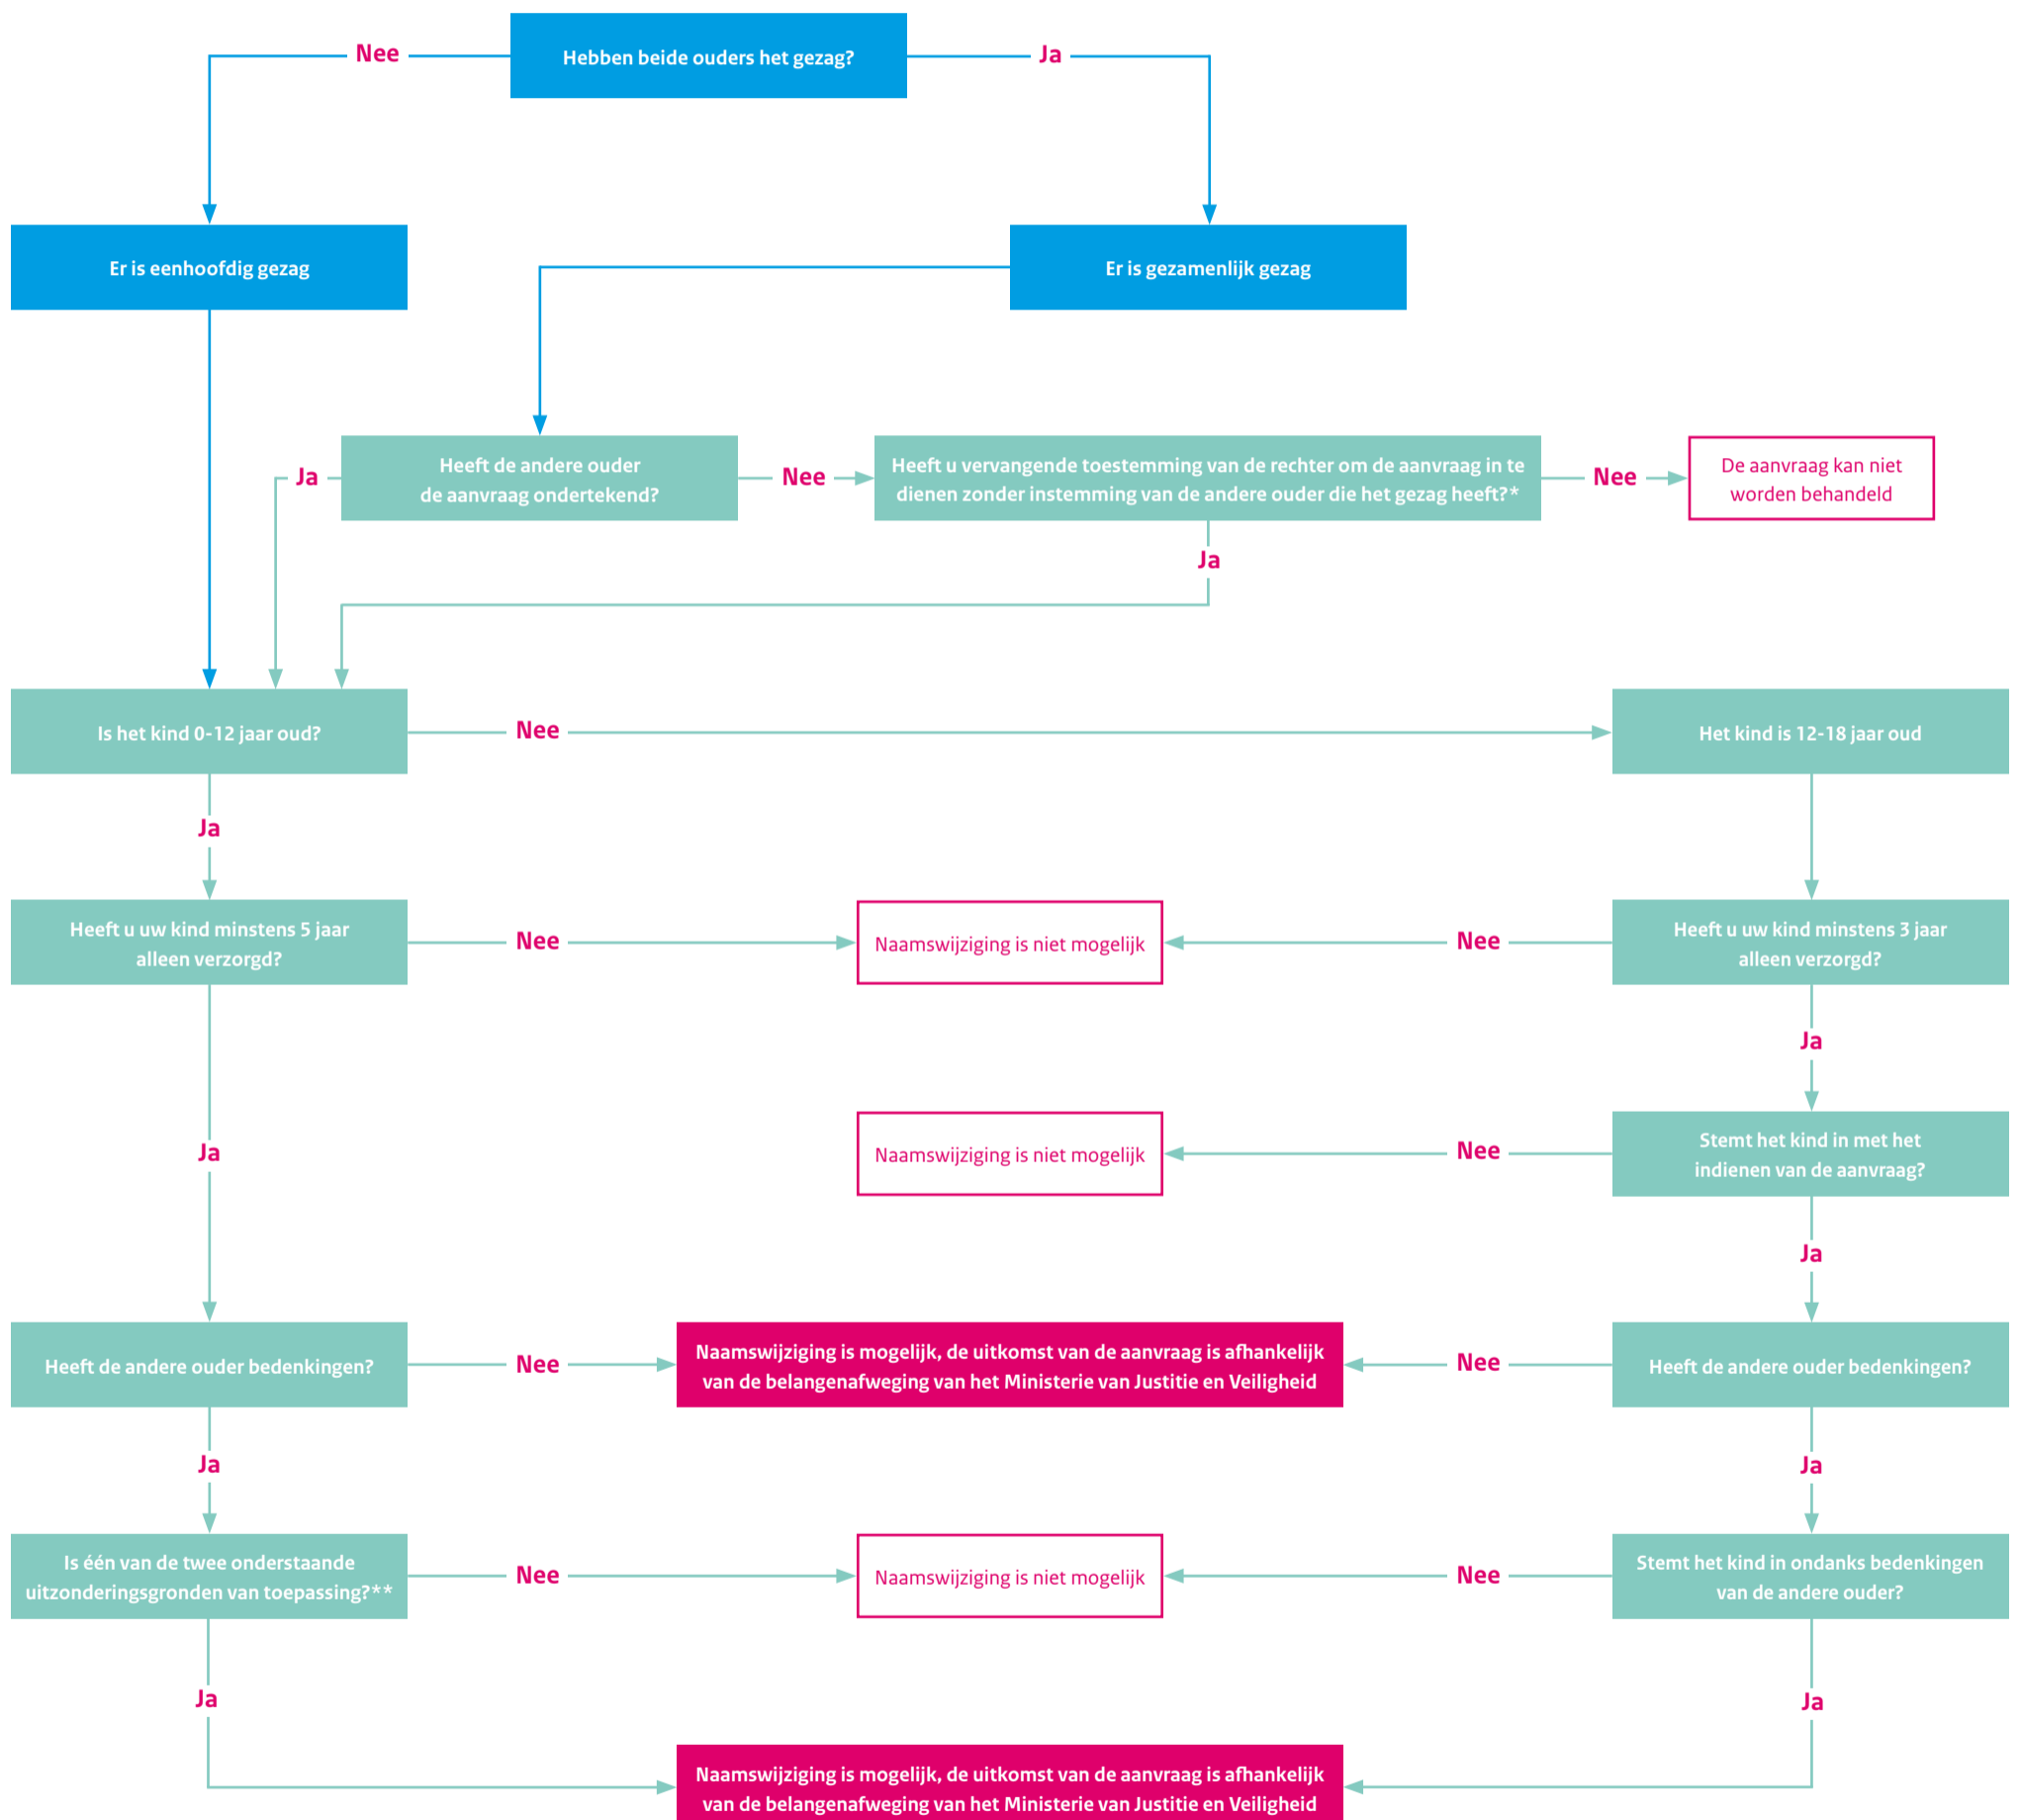 Nee
Hebben beide ouders het gezag?
Ja
Er is eenhoofdig gezag
Er is gezamenlijk gezag
Ja
Heeft de andere ouder
de aanvraag ondertekend?
Nee
Heeft u vervangende toestemming van de rechter om de aanvraag in te
dienen zonder instemming van de andere ouder die het gezag heeft?*
Nee
De aanvraag kan niet
worden behandeld
Ja
Is het kind 0-12 jaar oud?
Nee
Het kind is 12-18 jaar oud
Ja
Heeft u uw kind minstens 5 jaar
alleen verzorgd?
Nee
Naamswijziging is niet mogelijk
Nee
Heeft u uw kind minstens 3 jaar
alleen verzorgd?
Ja
Ja
Naamswijziging is niet mogelijk
Nee
Stemt het kind in met het
indienen van de aanvraag?
Ja
Heeft de andere ouder bedenkingen?
Nee
Naamswijziging is mogelijk, de uitkomst van de aanvraag is afhankelijk
van de belangenafweging van het Ministerie van Justitie en Veiligheid
Nee
Heeft de andere ouder bedenkingen?
Ja
Ja
Is één van de twee onderstaande
uitzonderingsgronden van toepassing?**
Nee
Naamswijziging is niet mogelijk
Nee
Stemt het kind in ondanks bedenkingen
van de andere ouder?
Ja
Ja
Naamswijziging is mogelijk, de uitkomst van de aanvraag is afhankelijk
van de belangenafweging van het Ministerie van Justitie en Veiligheid